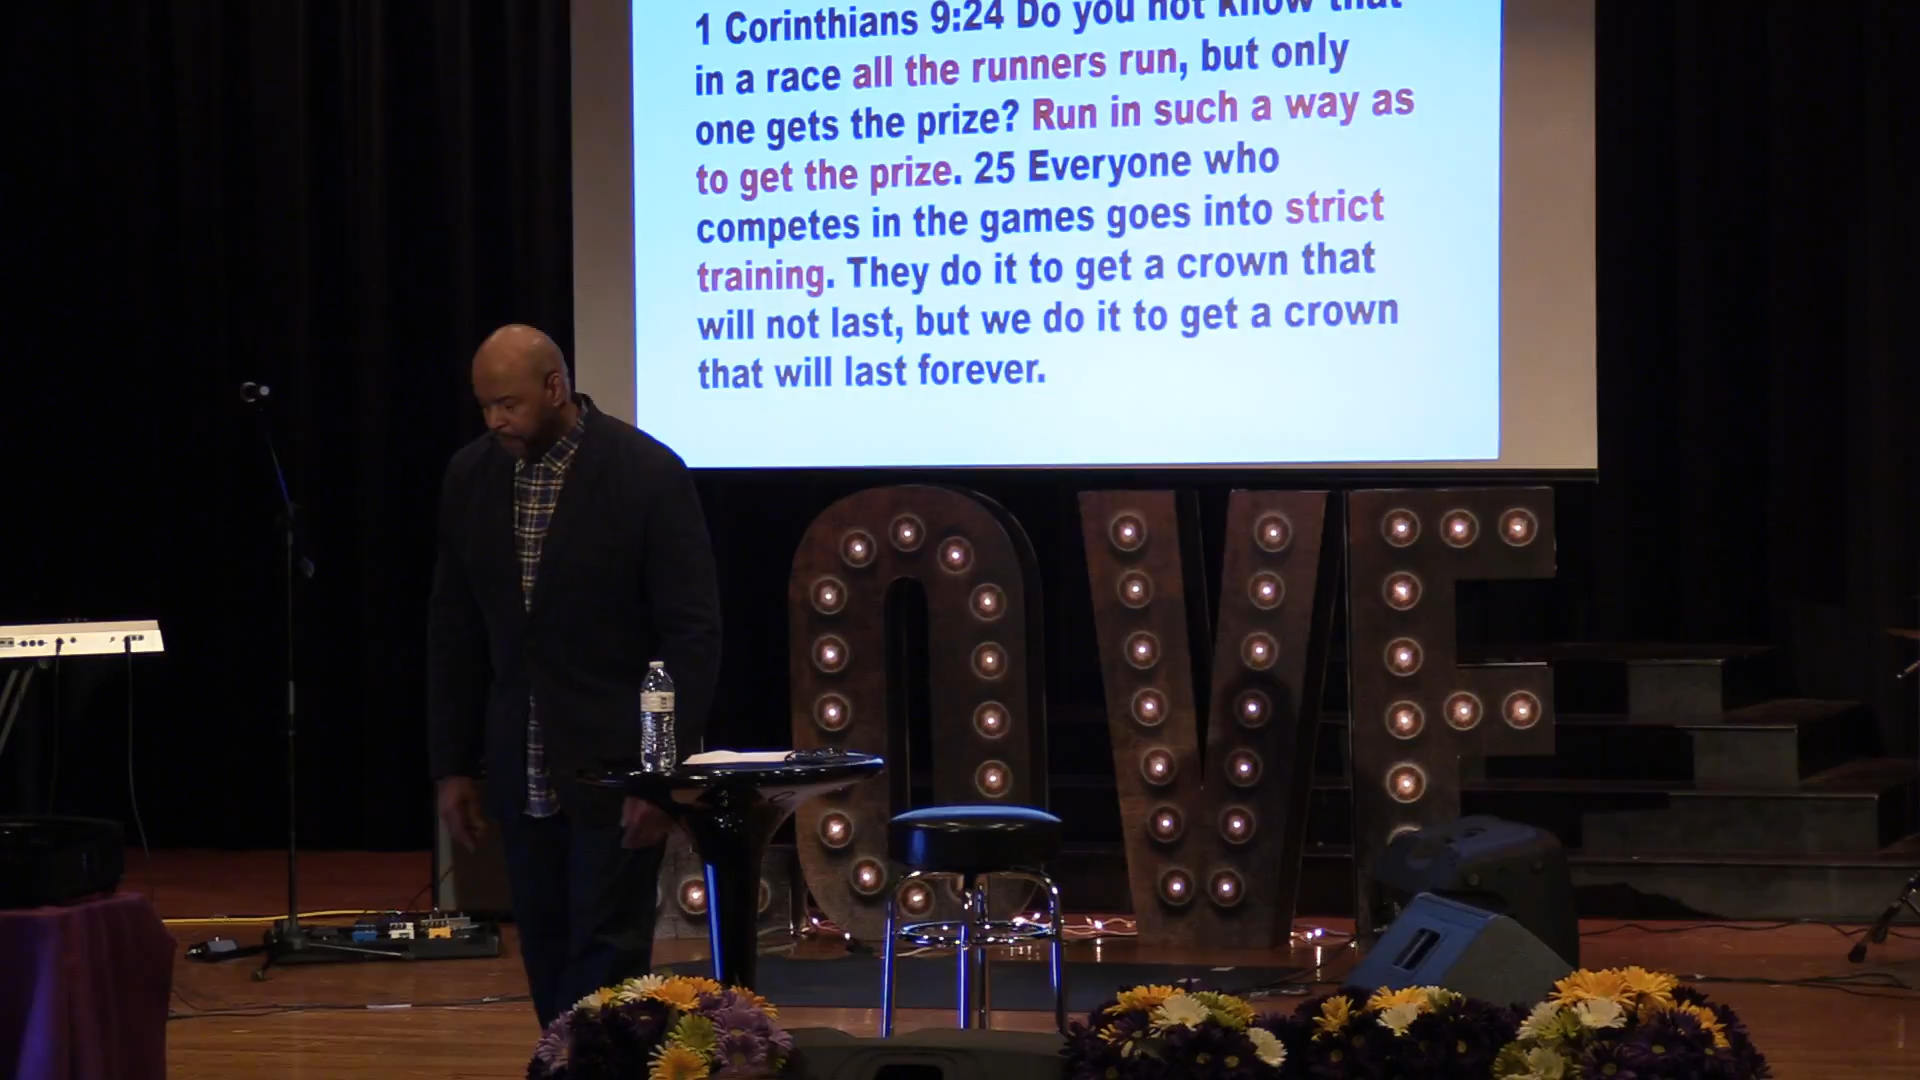 1 Corinthians 9:24 Do you not know that
in a race all the runners run, but only
one gets the prize? Run in such a way as
to get the prize. 25 Everyone who
competes in the games goes into strict
training. They do it to get a crown that
will not last, but we do it to get a crown
that will last forever.
OVE